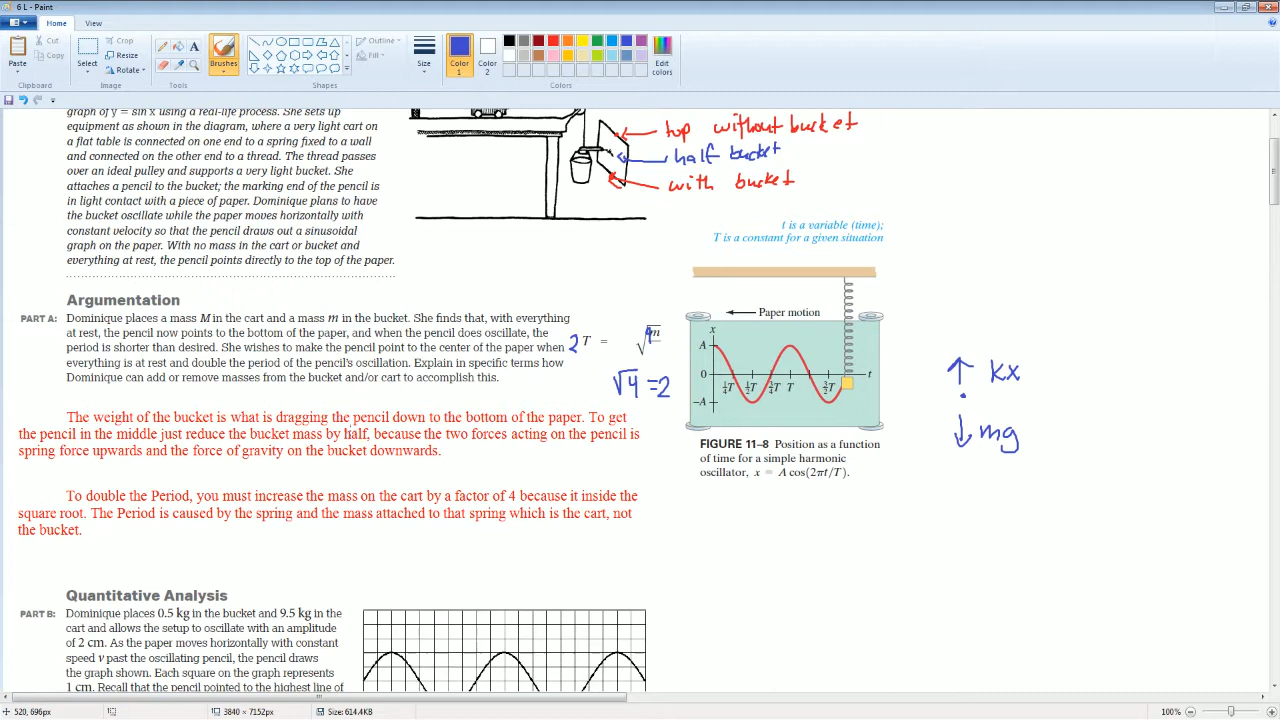 6 L - Paint
Home
View
Paste
Cut
Copy
Clipboard
Select
Crop
Resize
Rotate
Image
A
Tools
Brushes
Shapes
Outline
Fill
Size
Color
1
Color
2
Edit
colors
Colors
graph of y = sin x using a real-life process. She sets up
equipment as shown in the diagram, where a very light cart on
a flat table is connected on one end to a spring fixed to a wall
and connected on the other end to a thread. The thread passes
over an ideal pulley and supports a very light bucket. She
attaches a pencil to the bucket; the marking end of the pencil is
in light contact with a piece of paper. Dominique plans to have
the bucket oscillate while the paper moves horizontally with
constant velocity so that the pencil draws out a sinusoidal
graph on the paper. With no mass in the cart or bucket and
everything at rest, the pencil points directly to the top of the paper.
top without bucket
half bucket
with bucket
t is a variable (time);
T is a constant for a given situation
Argumentation
PART A: Dominique places a mass M in the cart and a mass m in the bucket. She finds that, with everything
at rest, the pencil now points to the bottom of the paper, and when the pencil does oscillate, the
period is shorter than desired. She wishes to make the pencil point to the center of the paper when
everything is at rest and double the period of the pencil's oscillation. Explain in specific terms how
Dominique can add or remove masses from the bucket and/or cart to accomplish this.
2 T = √4m
√4 = 2
Paper motion
x
A
0
-A
¼T ½T ¾T T 3/2T
t
FIGURE 11–8 Position as a function
of time for a simple harmonic
oscillator, x = A cos(2πt/T).
kx
mg
The weight of the bucket is what is dragging the pencil down to the bottom of the paper. To get
the pencil in the middle just reduce the bucket mass by half, because the two forces acting on the pencil is
spring force upwards and the force of gravity on the bucket downwards.
To double the Period, you must increase the mass on the cart by a factor of 4 because it inside the
square root. The Period is caused by the spring and the mass attached to that spring which is the cart, not
the bucket.
Quantitative Analysis
PART B: Dominique places 0.5 kg in the bucket and 9.5 kg in the
cart and allows the setup to oscillate with an amplitude
of 2 cm. As the paper moves horizontally with constant
speed v past the oscillating pencil, the pencil draws
the graph shown. Each square on the graph represents
1 cm. Recall that the pencil pointed to the highest line of
520, 696px
3840 × 7152px
Size: 614.4KB
100%